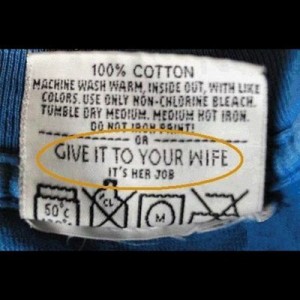 100% COTTON
MACHINE WASH WARM, INSIDE OUT, WITH LIKE
COLORS. USE ONLY NON-CHLORINE BLEACH.
TUMBLE DRY MEDIUM. MEDIUM HOT IRON.
DO NOT IRON PRINT!
OR
GIVE IT TO YOUR WIFE
IT'S HER JOB
50°C
CL
M